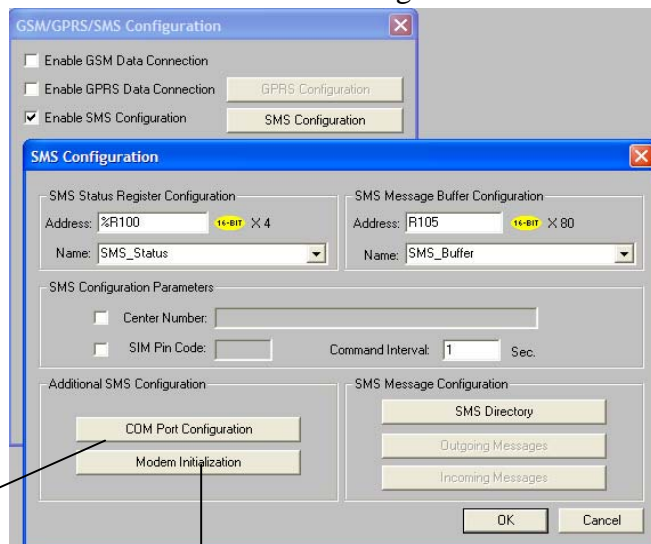 GSM/GPRS/SMS Configuration
Enable GSM Data Connection
Enable GPRS Data Connection
GPRS Configuration
Enable SMS Configuration
SMS Configuration
SMS Configuration
SMS Status Register Configuration
Address: %R100 16-BIT X 4
Name: SMS_Status
SMS Message Buffer Configuration
Address: R105 16-BIT X 80
Name: SMS_Buffer
SMS Configuration Parameters
Center Number:
SIM Pin Code:
Command Interval: 1 Sec.
Additional SMS Configuration
COM Port Configuration
Modem Initialization
SMS Message Configuration
SMS Directory
Outgoing Messages
Incoming Messages
OK
Cancel